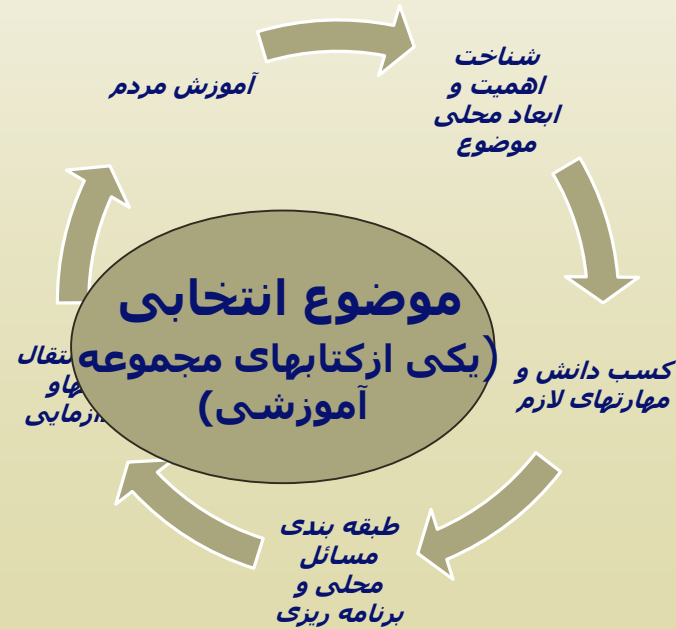 شناخت
اهمیت و
ابعاد محلی
موضوع
کسب دانش و
مهارتهای لازم
طبقه بندی
مسائل
محلی و
برنامه ریزی
آموزش مردم
موضوع انتخابی
(یکی ازکتابهای مجموعه
آموزشی)